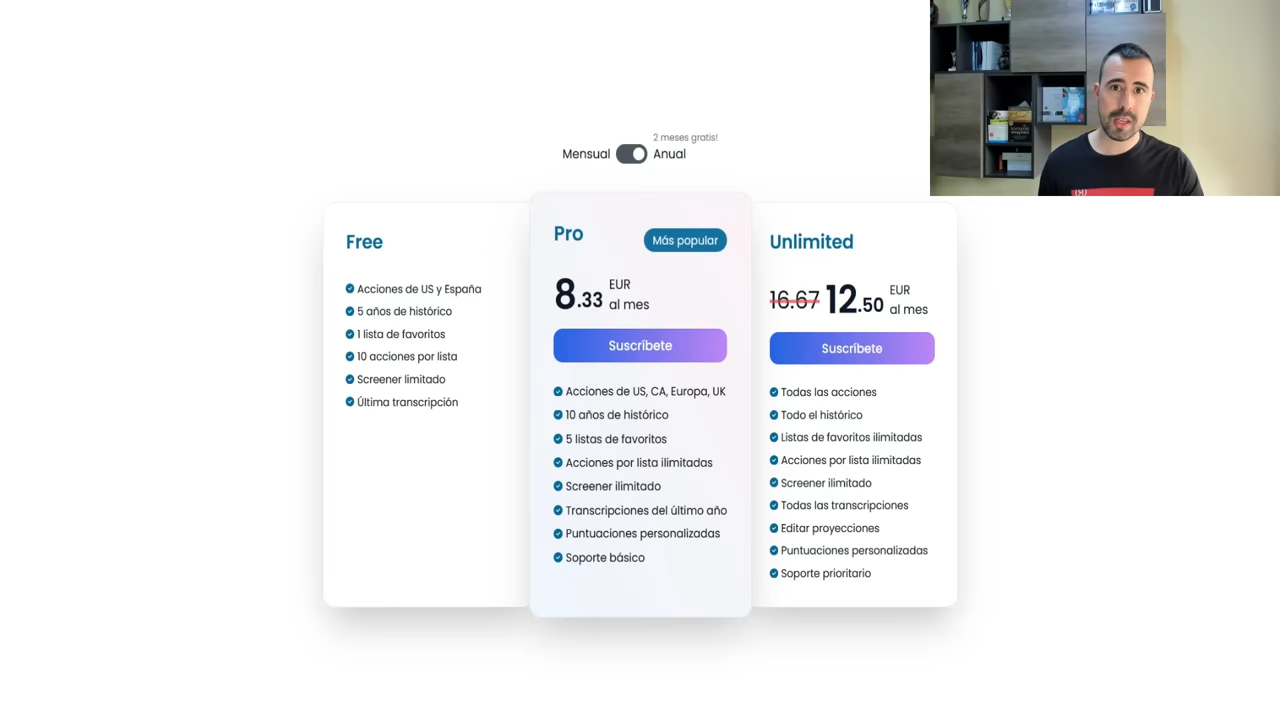 2 meses gratis!
Mensual
Anual
Free
Acciones de US y España
5 años de histórico
1 lista de favoritos
10 acciones por lista
Screener limitado
Última transcripción
Pro
Más popular
8.33 EUR al mes
Suscríbete
Acciones de US, CA, Europa, UK
10 años de histórico
5 listas de favoritos
Acciones por lista ilimitadas
Screener ilimitado
Transcripciones del último año
Puntuaciones personalizadas
Soporte básico
Unlimited
16.67 12.50 EUR al mes
Suscríbete
Todas las acciones
Todo el histórico
Listas de favoritos ilimitadas
Acciones por lista ilimitadas
Screener ilimitado
Todas las transcripciones
Editar proyecciones
Puntuaciones personalizadas
Soporte prioritario